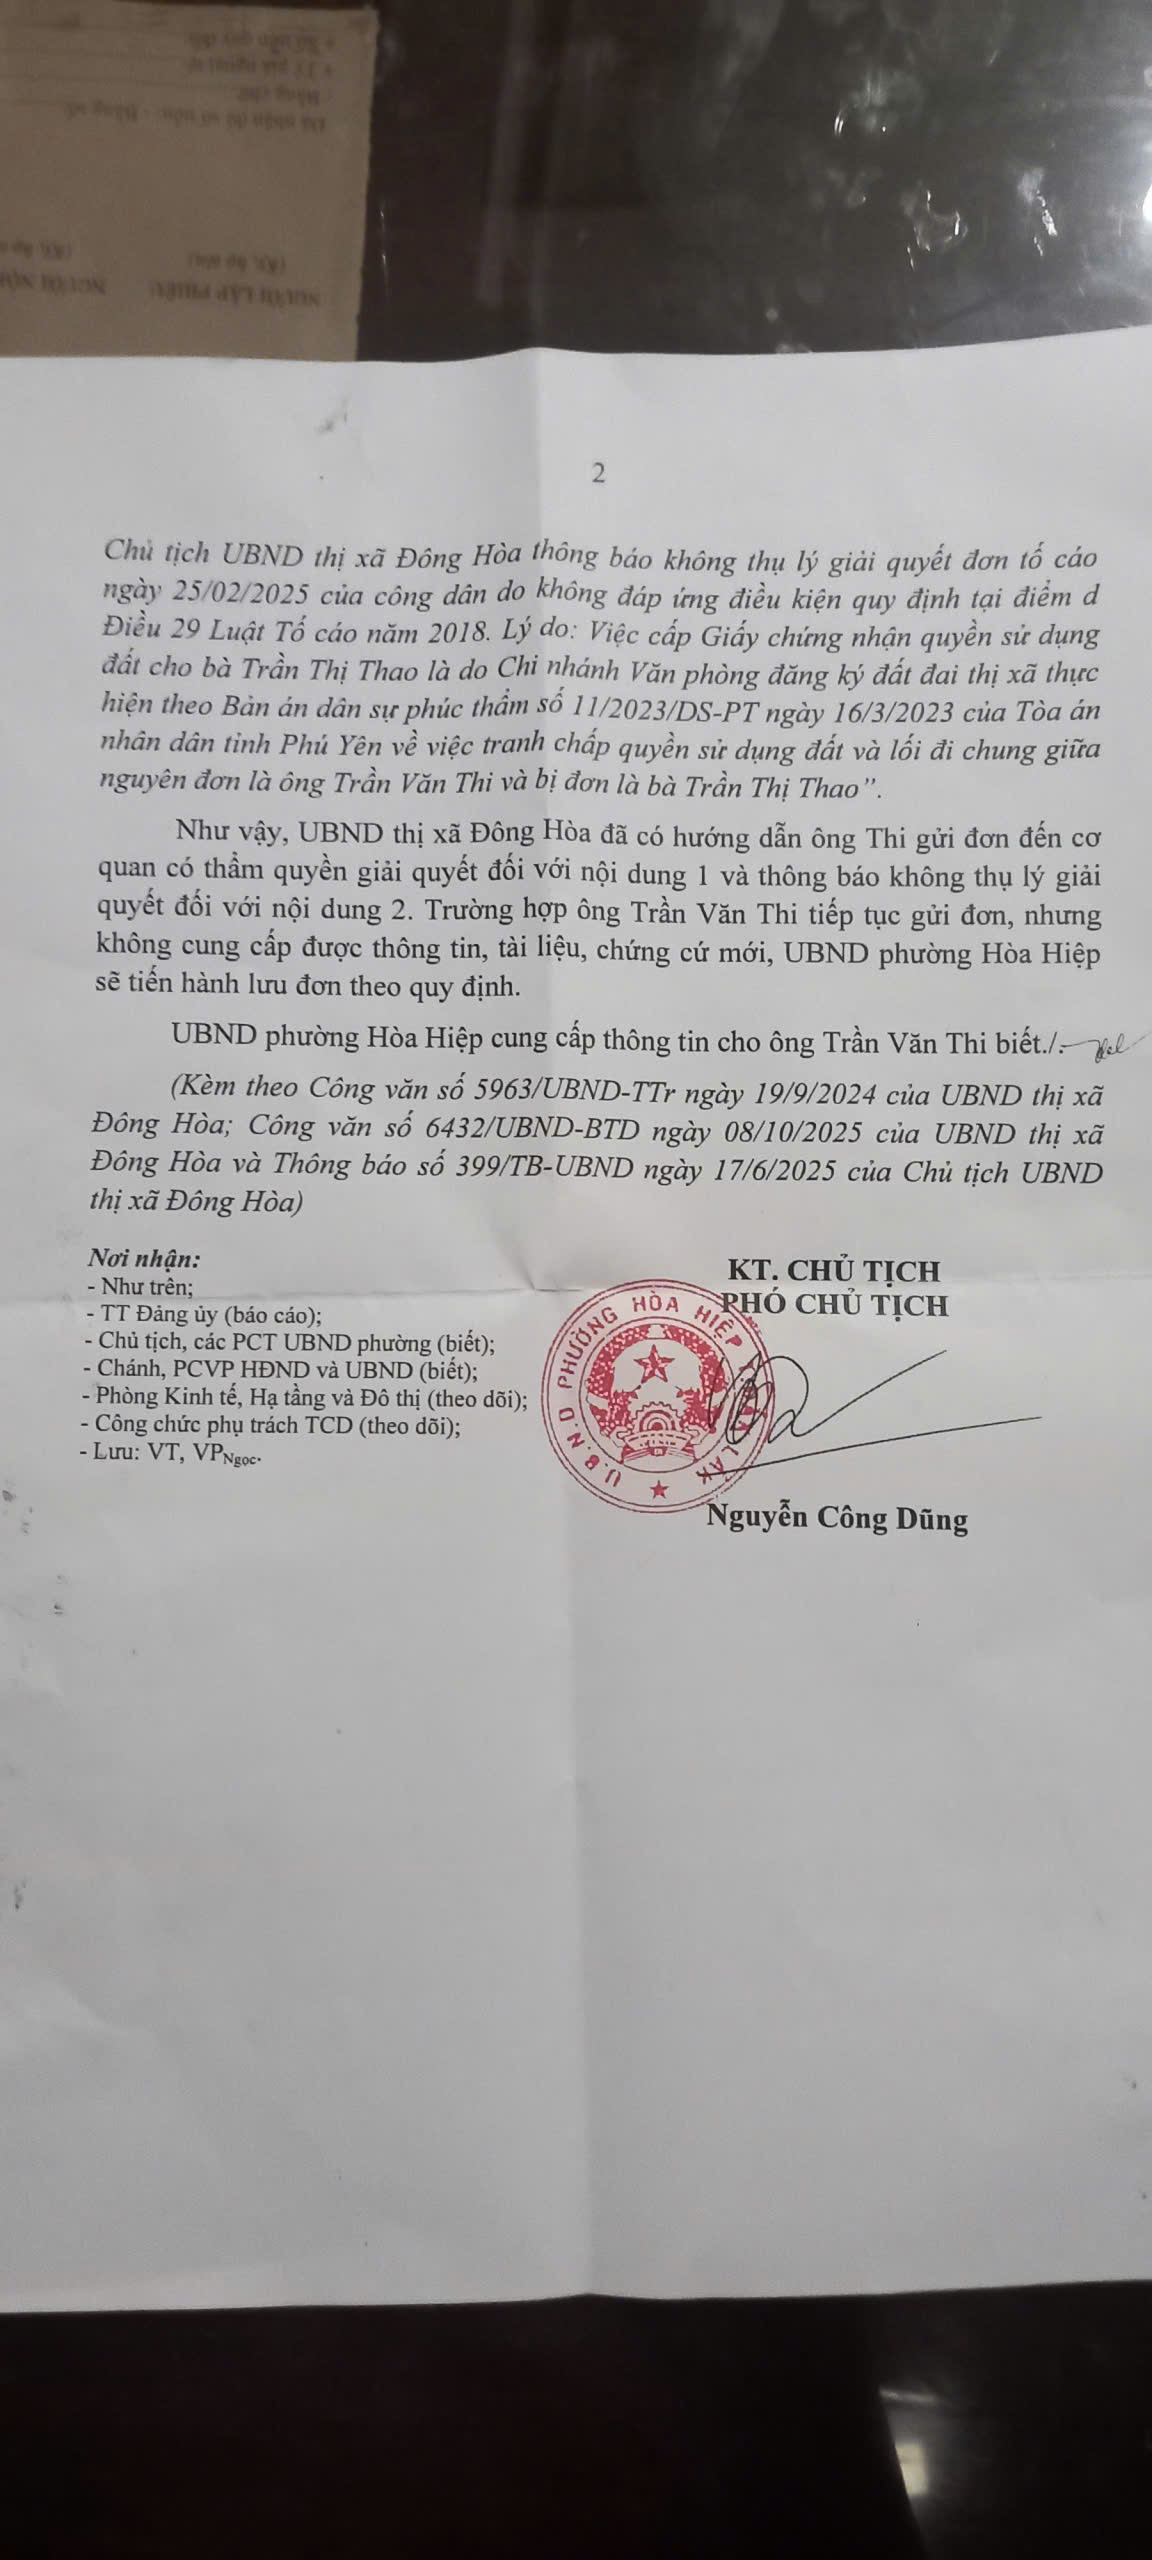 2
Chủ tịch UBND thị xã Đông Hòa thông báo không thụ lý giải quyết đơn tố cáo
ngày 25/02/2025 của công dân do không đáp ứng điều kiện quy định tại điểm d
Điều 29 Luật Tố cáo năm 2018. Lý do: Việc cấp Giấy chứng nhận quyền sử dụng
đất cho bà Trần Thị Thao là do Chi nhánh Văn phòng đăng ký đất đai thị xã thực
hiện theo Bản án dân sự phúc thẩm số 11/2023/DS-PT ngày 16/3/2023 của Tòa án
nhân dân tỉnh Phú Yên về việc tranh chấp quyền sử dụng đất và lối đi chung giữa
nguyên đơn là ông Trần Văn Thi và bị đơn là bà Trần Thị Thao”.
Như vậy, UBND thị xã Đông Hòa đã có hướng dẫn ông Thi gửi đơn đến cơ
quan có thẩm quyền giải quyết đối với nội dung 1 và thông báo không thụ lý giải
quyết đối với nội dung 2. Trường hợp ông Trần Văn Thi tiếp tục gửi đơn, nhưng
không cung cấp được thông tin, tài liệu, chứng cứ mới, UBND phường Hòa Hiệp
sẽ tiến hành lưu đơn theo quy định.
UBND phường Hòa Hiệp cung cấp thông tin cho ông Trần Văn Thi biết./.
(Kèm theo Công văn số 5963/UBND-TTr ngày 19/9/2024 của UBND thị xã
Đông Hòa; Công văn số 6432/UBND-BTD ngày 08/10/2025 của UBND thị xã
Đông Hòa và Thông báo số 399/TB-UBND ngày 17/6/2025 của Chủ tịch UBND
thị xã Đông Hòa)
Nơi nhận:
- Như trên;
- TT Đảng ủy (báo cáo);
- Chủ tịch, các PCT UBND phường (biết);
- Chánh, PCVP HĐND và UBND (biết);
- Phòng Kinh tế, Hạ tầng và Đô thị (theo dõi);
- Công chức phụ trách TCD (theo dõi);
- Lưu: VT, VPNgọc.
KT. CHỦ TỊCH
PHÓ CHỦ TỊCH
U.B.N.D PHƯỜNG HÒA HIỆP
LẮK
Nguyễn Công Dũng
NGƯỜI LẬP PHIẾU
(Ký, họ tên)
Bằng chữ: